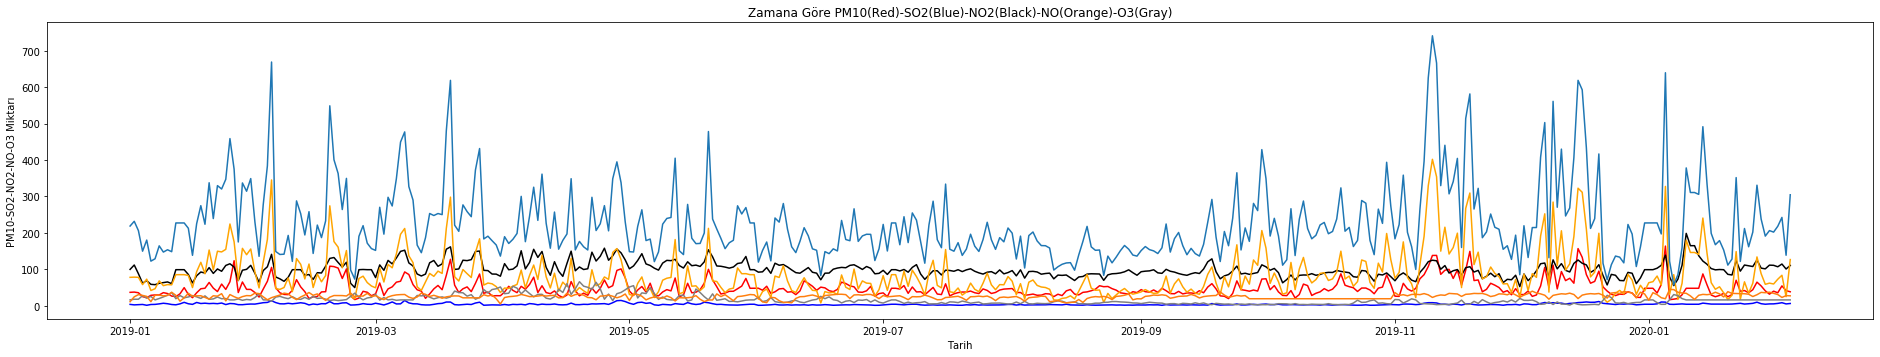 Zamana Göre PM10(Red)-SO2(Blue)-NO2(Black)-NO(Orange)-O3(Gray)
PM10-SO2-NO2-NO-O3 Miktarı
700
600
500
400
300
200
100
0
2019-01 2019-03 2019-05 2019-07 2019-09 2019-11 2020-01
Tarih